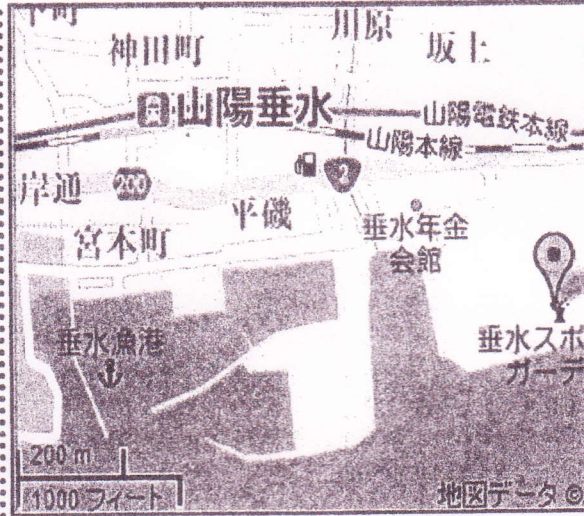 川原
神田町
坂上
山陽垂水
山陽電鉄本線
山陽本線
岸通
200
2
平磯
宮本町
垂水年金
会館
垂水漁港
垂水スポ
ガーデ
200 m
1000 フィート
地図データ ©